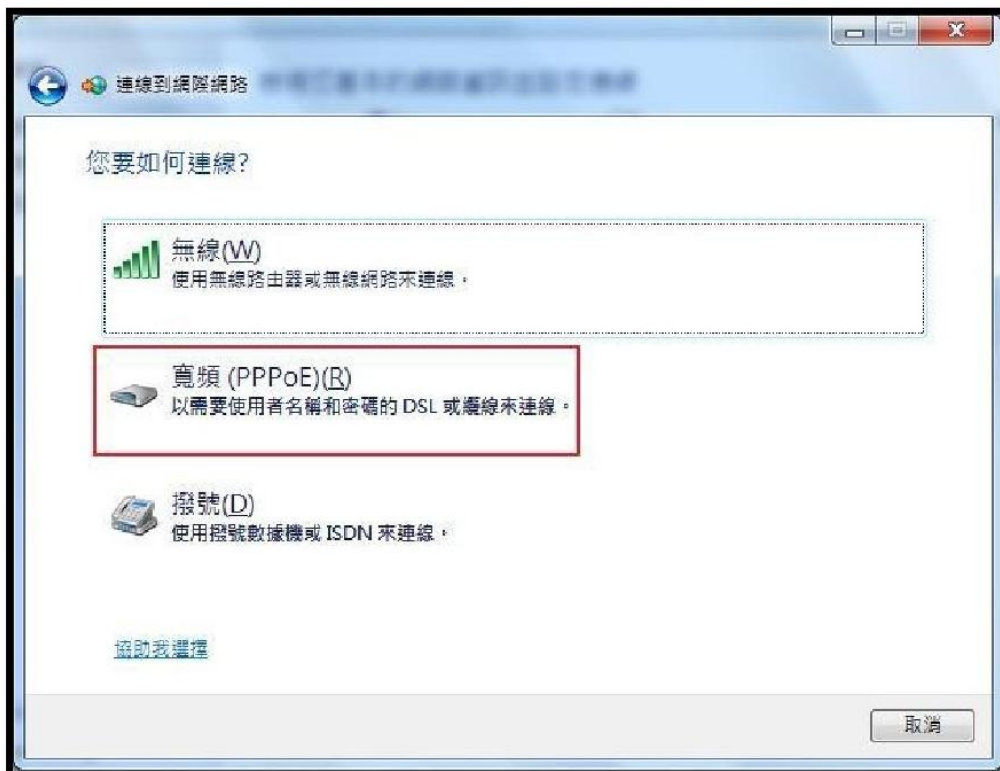 連線到網際網路
您要如何連線?
無線(W)
使用無線路由器或無線網路來連線。
寬頻 (PPPoE)(R)
以需要使用者名稱和密碼的 DSL 或纜線來連線。
撥號(D)
使用撥號數據機或 ISDN 來連線。
協助我選擇
取消